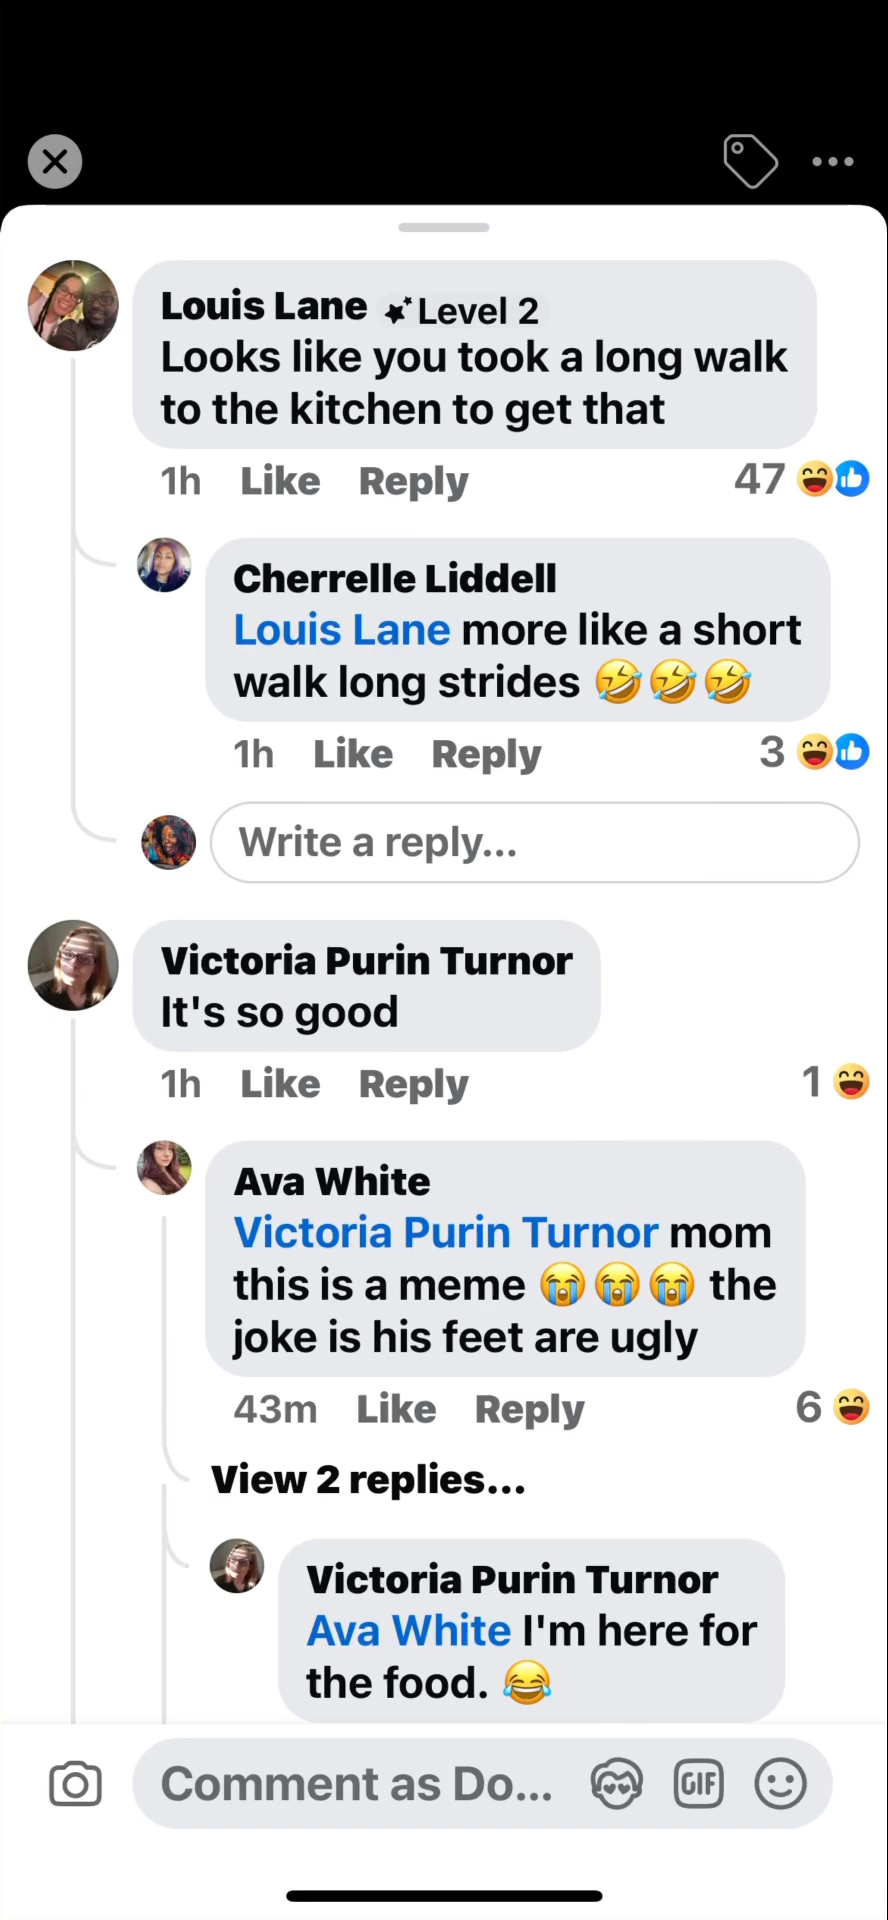 Louis Lane Level 2
Looks like you took a long walk
to the kitchen to get that
1h Like Reply 47
Cherrelle Liddell
Louis Lane more like a short
walk long strides 🤣🤣🤣
1h Like Reply 3
Write a reply...
Victoria Purin Turnor
It's so good
1h Like Reply 1
Ava White
Victoria Purin Turnor mom
this is a meme 😭😭😭 the
joke is his feet are ugly
43m Like Reply 6
View 2 replies...
Victoria Purin Turnor
Ava White I'm here for
the food. 😂
Comment as Do... GIF